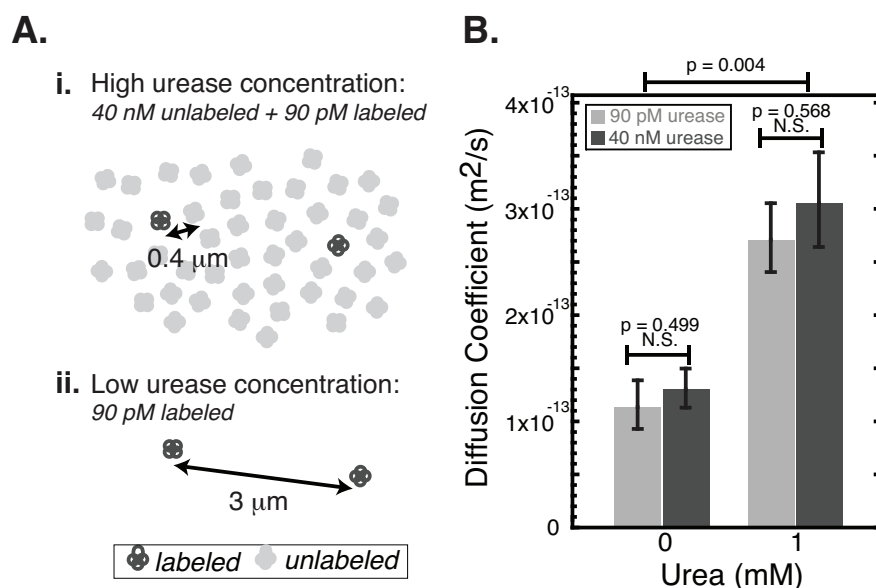 A.
i. High urease concentration:
40 nM unlabeled + 90 pM labeled
0.4 μm
ii. Low urease concentration:
90 pM labeled
3 μm
labeled unlabeled
B.
p = 0.004
4x10⁻¹³
3x10⁻¹³
2x10⁻¹³
1x10⁻¹³
0
Diffusion Coefficient (m2/s)
90 pM urease
40 nM urease
p = 0.568
N.S.
p = 0.499
N.S.
0 1
Urea (mM)